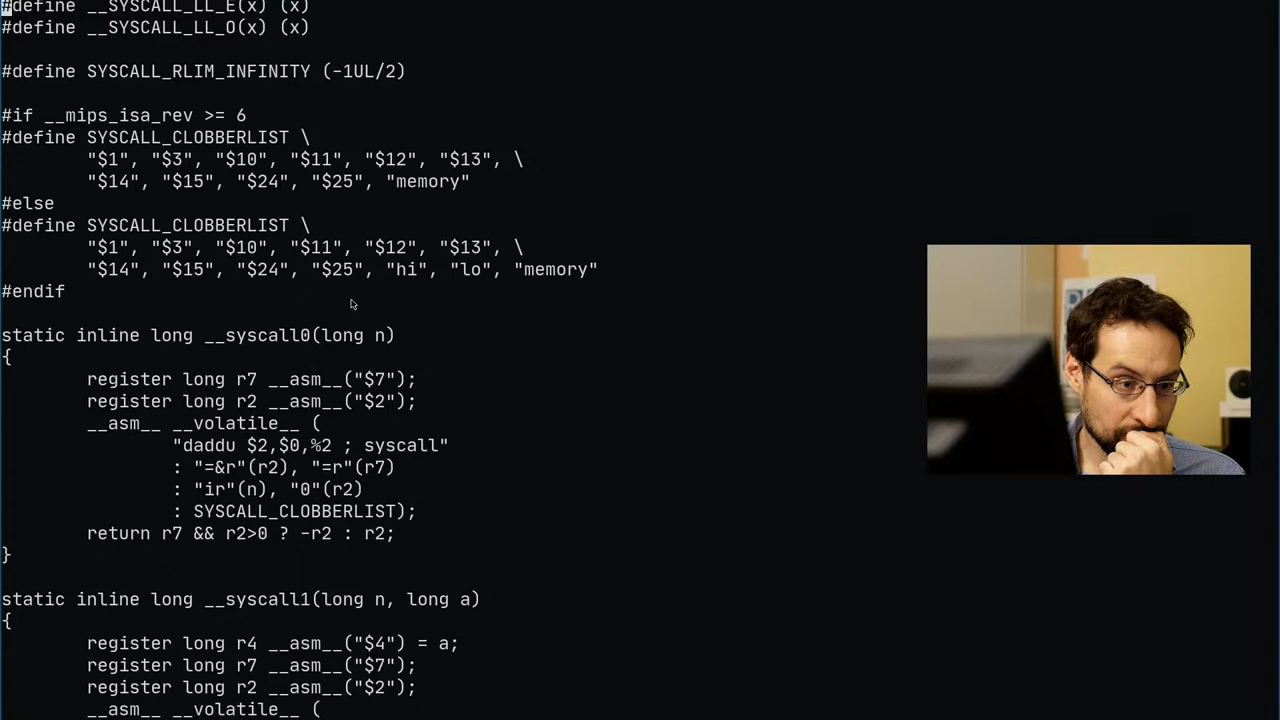 #define __SYSCALL_LL_E(x) (x)
#define __SYSCALL_LL_O(x) (x)

#define SYSCALL_RLIM_INFINITY (-1UL/2)

#if __mips_isa_rev >= 6
#define SYSCALL_CLOBBERLIST \
        "$1", "$3", "$10", "$11", "$12", "$13", \
        "$14", "$15", "$24", "$25", "memory"
#else
#define SYSCALL_CLOBBERLIST \
        "$1", "$3", "$10", "$11", "$12", "$13", \
        "$14", "$15", "$24", "$25", "hi", "lo", "memory"
#endif

static inline long __syscall0(long n)
{
        register long r7 __asm__("$7");
        register long r2 __asm__("$2");
        __asm__ __volatile__ (
                "daddu $2,$0,%2 ; syscall"
                : "=&r"(r2), "=r"(r7)
                : "ir"(n), "0"(r2)
                : SYSCALL_CLOBBERLIST);
        return r7 && r2>0 ? -r2 : r2;
}

static inline long __syscall1(long n, long a)
{
        register long r4 __asm__("$4") = a;
        register long r7 __asm__("$7");
        register long r2 __asm__("$2");
        __asm__ __volatile__ (